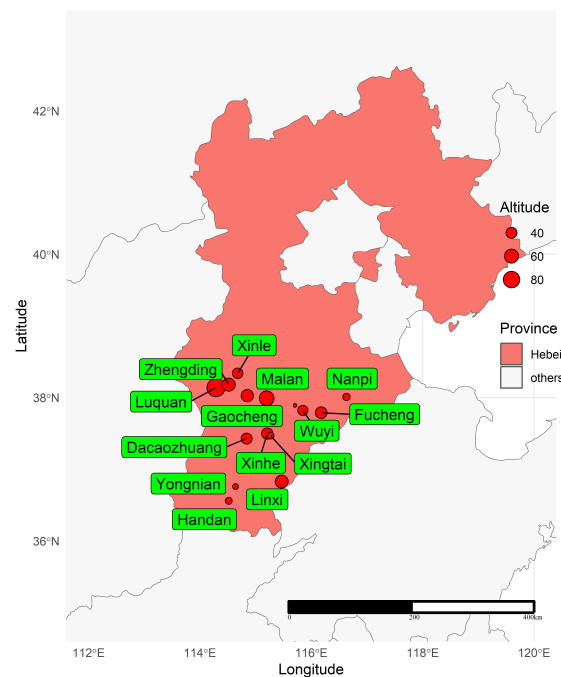 42°N
40°N
38°N
36°N
Latitude
Altitude
40
60
80
Province
Hebei
others
Xinle
Zhengding
Malan
Nanpi
Luquan
Gaocheng
Fucheng
Wuyi
Dacaozhuang
Xinhe
Xingtai
Yongnian
Linxi
Handan
0
200
400km
112°E
114°E
116°E
118°E
120°E
Longitude